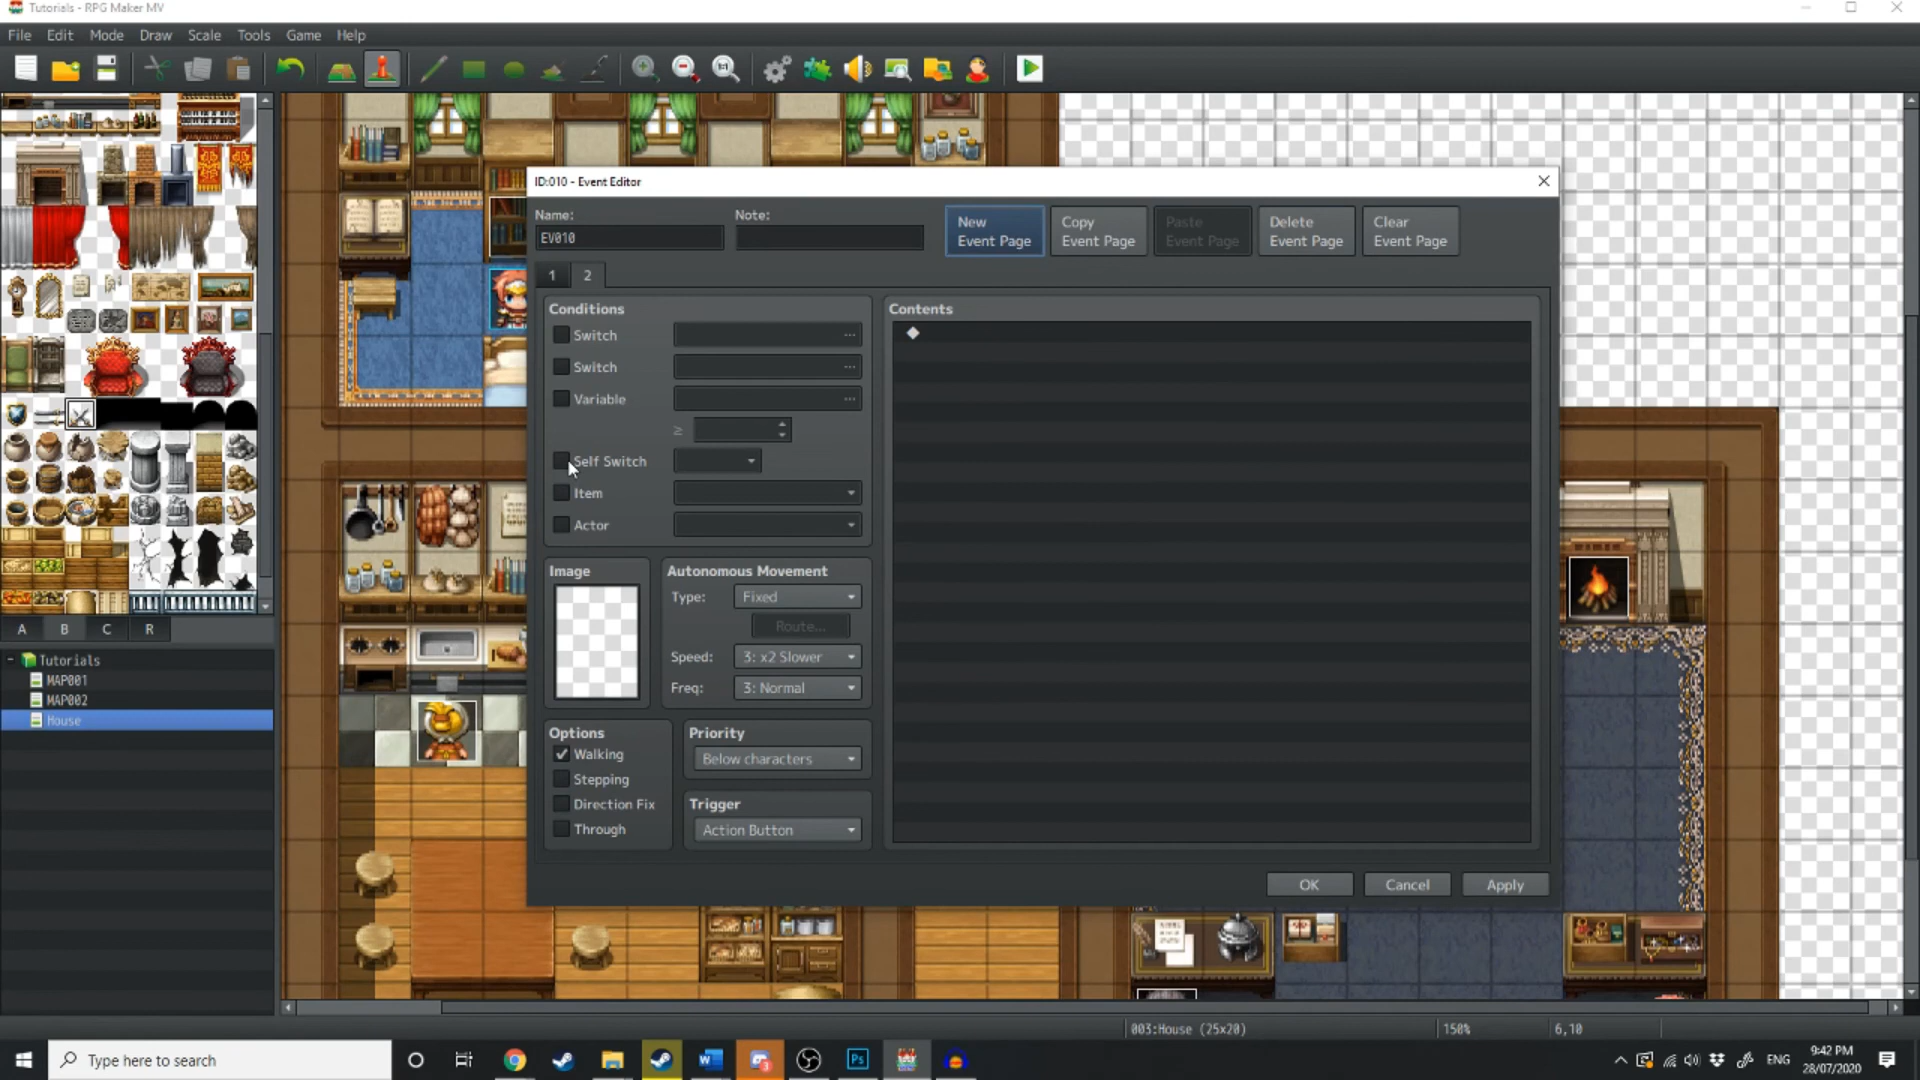 Tutorials - RPG Maker MV
File Edit Mode Draw Scale Tools Game Help
ID:010 - Event Editor
Name: Note:
EV010
New Event Page
Copy Event Page
Paste Event Page
Delete Event Page
Clear Event Page
1 2
Conditions
Switch ...
Switch ...
Variable ...
≥
Self Switch
Item
Actor
Contents
Image
Autonomous Movement
Type: Fixed
Route...
Speed: 3: x2 Slower
Freq: 3: Normal
Options
Walking
Stepping
Direction Fix
Through
Priority
Below characters
Trigger
Action Button
OK Cancel Apply
A B C R
Tutorials
MAP001
MAP002
House
003:House (25x20) 150% 6,10
Type here to search
ENG
9:42 PM
28/07/2020